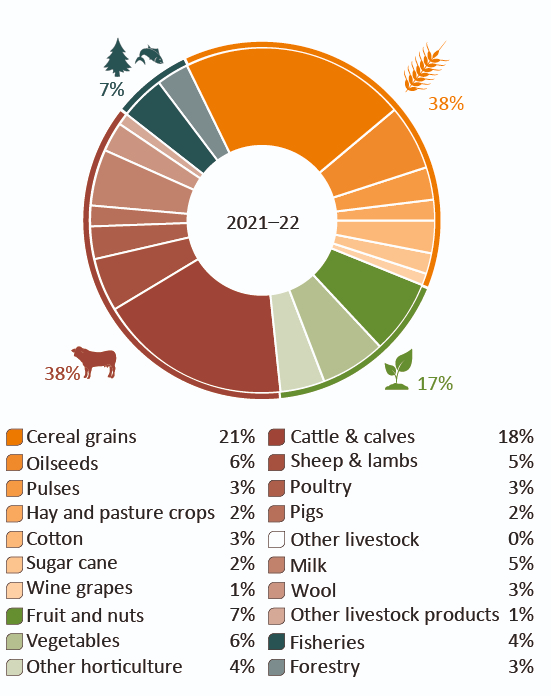 7%
38%
2021–22
38%
17%
Cereal grains 21%
Oilseeds 6%
Pulses 3%
Hay and pasture crops 2%
Cotton 3%
Sugar cane 2%
Wine grapes 1%
Fruit and nuts 7%
Vegetables 6%
Other horticulture 4%
Cattle & calves 18%
Sheep & lambs 5%
Poultry 3%
Pigs 2%
Other livestock 0%
Milk 5%
Wool 3%
Other livestock products 1%
Fisheries 4%
Forestry 3%